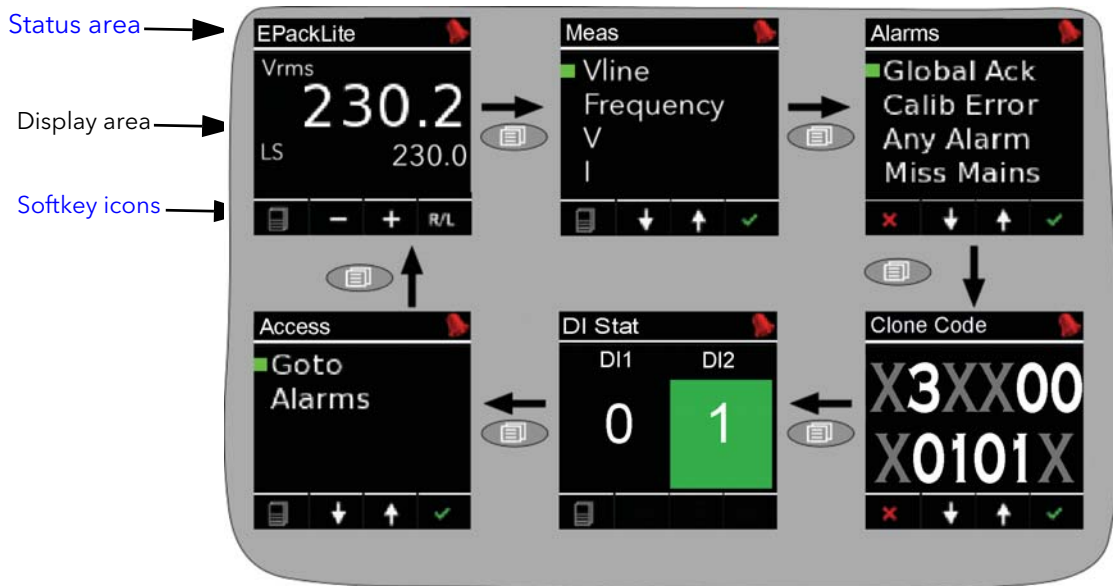 Status area
Display area
Softkey icons
EPackLite
Vrms
230.2
LS 230.0
R/L
Meas
Vline
Frequency
V
I
Alarms
Global Ack
Calib Error
Any Alarm
Miss Mains
Access
Goto
Alarms
DI Stat
DI1 DI2
0 1
Clone Code
X3XX00
X0101X